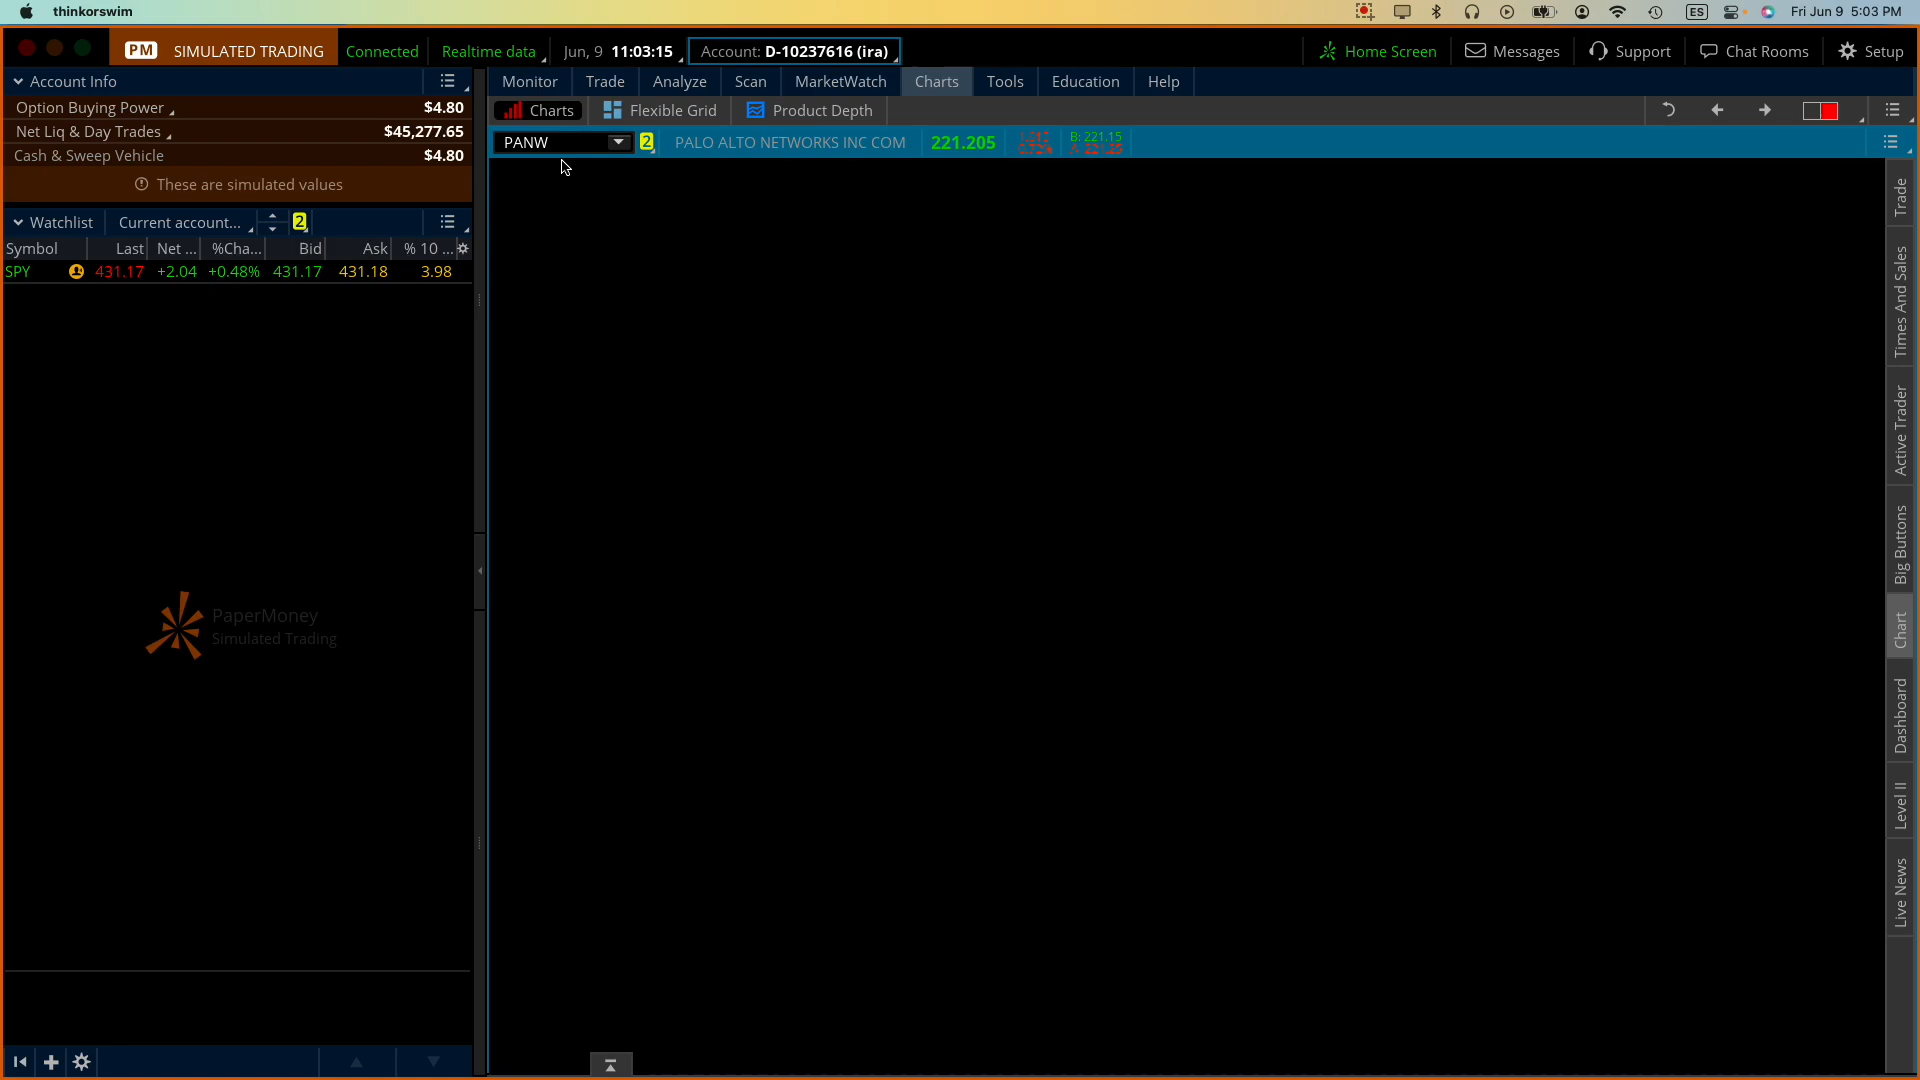 thinkorswim
ES
Fri Jun 9 5:03 PM
PM SIMULATED TRADING
Connected
Realtime data
Jun, 9 11:03:15
Account: D-10237616 (ira)
Home Screen
Messages
Support
Chat Rooms
Setup
Account Info
Option Buying Power $4.80
Net Liq & Day Trades $45,277.65
Cash & Sweep Vehicle $4.80
These are simulated values
Watchlist Current account... 2
Symbol Last Net ... %Cha... Bid Ask % 10 ...
SPY 431.17 +2.04 +0.48% 431.17 431.18 3.98
PaperMoney
Simulated Trading
Monitor Trade Analyze Scan MarketWatch Charts Tools Education Help
Charts Flexible Grid Product Depth
PANW 2 PALO ALTO NETWORKS INC COM 221.205
B: 221.15
A: 221.25
Trade
Times And Sales
Active Trader
Big Buttons
Chart
Dashboard
Level II
Live News